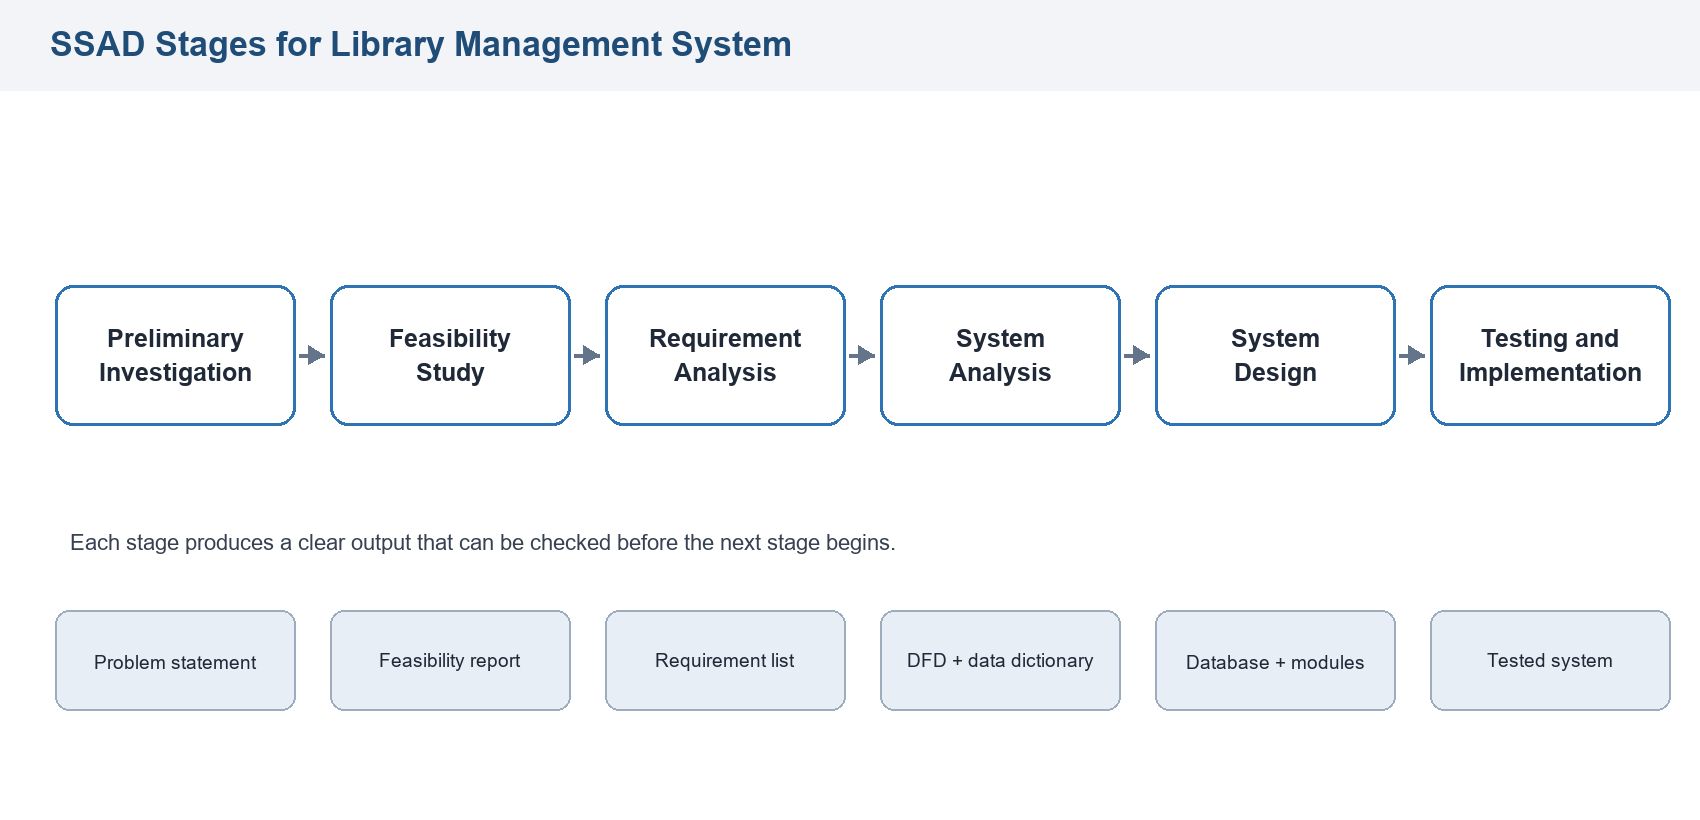 SSAD Stages for Library Management System
Preliminary
Investigation
Feasibility
Study
Requirement
Analysis
System
Analysis
System
Design
Testing and
Implementation
Each stage produces a clear output that can be checked before the next stage begins.
Problem statement
Feasibility report
Requirement list
DFD + data dictionary
Database + modules
Tested system